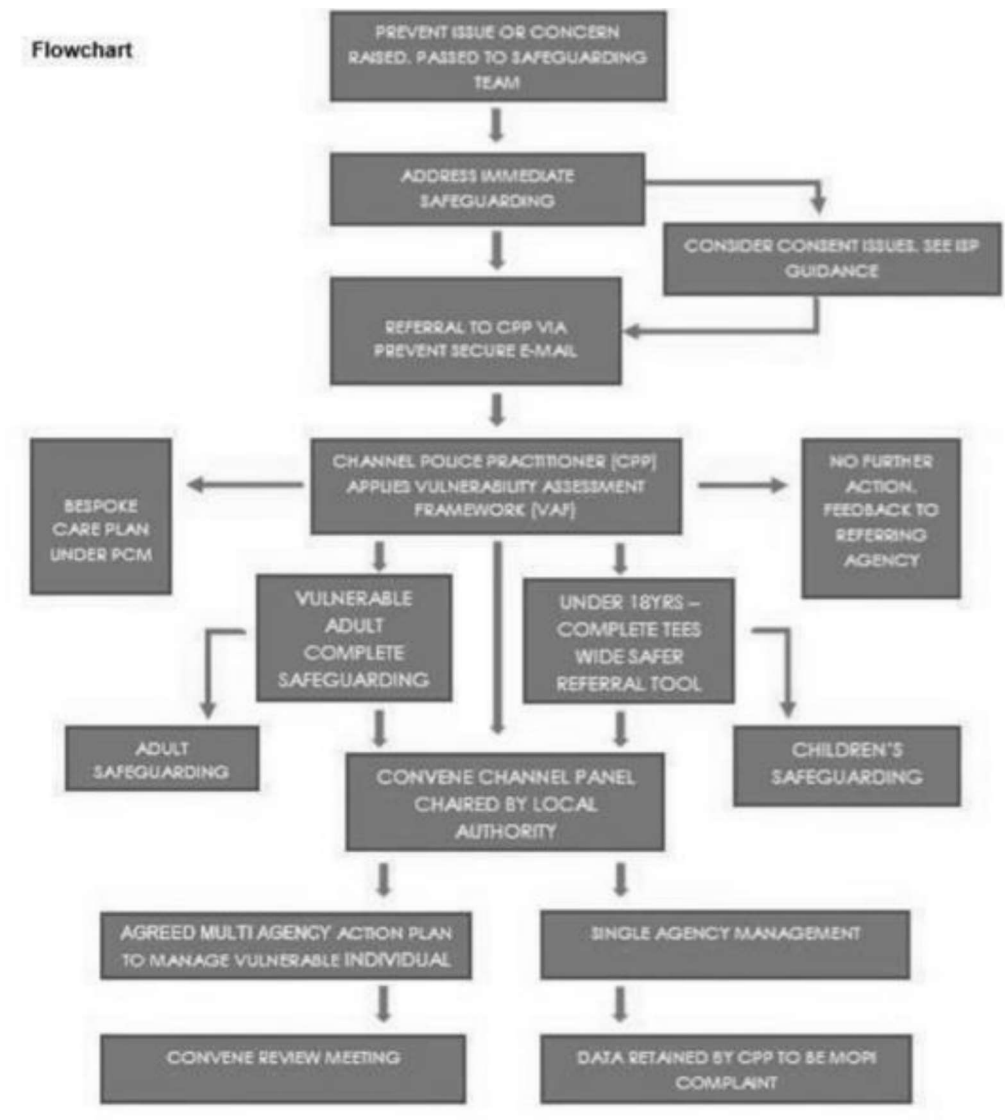 Flowchart
PREVENT ISSUE OR CONCERN
RAISED. PASSED TO SAFEGUARDING
TEAM
ADDRESS IMMEDIATE
SAFEGUARDING
CONSIDER CONSENT ISSUES. SEE ISP
GUIDANCE
REFERRAL TO CPP VIA
PREVENT SECURE E-MAIL
CHANNEL POLICE PRACTITIONER (CPP)
APPLIES VULNERABILITY ASSESSMENT
FRAMEWORK (VAF)
BESPOKE
CARE PLAN
UNDER PCM
NO FURTHER
ACTION.
FEEDBACK TO
REFERRING
AGENCY
VULNERABLE
ADULT
COMPLETE
SAFEGUARDING
UNDER 18YRS –
COMPLETE TEES
WIDE SAFER
REFERRAL TOOL
ADULT
SAFEGUARDING
CHILDREN'S
SAFEGUARDING
CONVENE CHANNEL PANEL
CHAIRED BY LOCAL
AUTHORITY
AGREED MULTI AGENCY ACTION PLAN
TO MANAGE VULNERABLE INDIVIDUAL
SINGLE AGENCY MANAGEMENT
CONVENE REVIEW MEETING
DATA RETAINED BY CPP TO BE MOPI
COMPLAINT